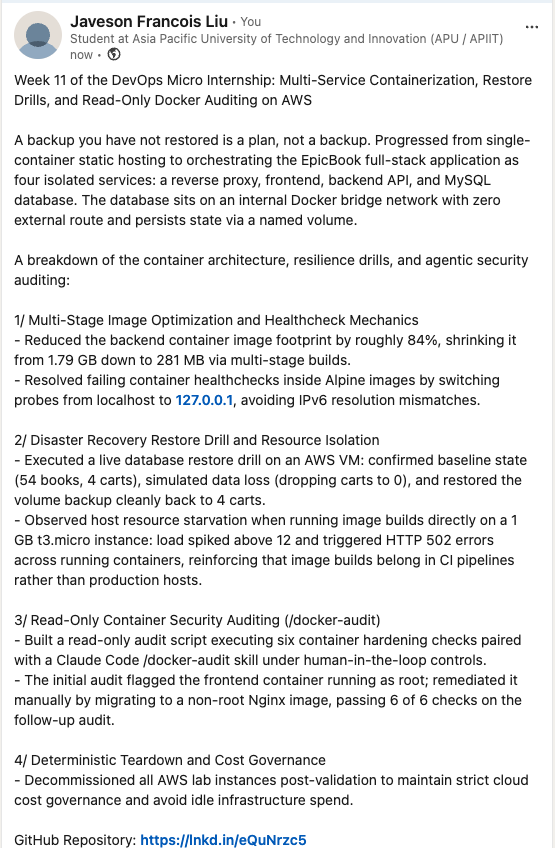 Javeson Francois Liu · You
Student at Asia Pacific University of Technology and Innovation (APU / APIIT)
now ·
Week 11 of the DevOps Micro Internship: Multi-Service Containerization, Restore
Drills, and Read-Only Docker Auditing on AWS
A backup you have not restored is a plan, not a backup. Progressed from single-
container static hosting to orchestrating the EpicBook full-stack application as
four isolated services: a reverse proxy, frontend, backend API, and MySQL
database. The database sits on an internal Docker bridge network with zero
external route and persists state via a named volume.
A breakdown of the container architecture, resilience drills, and agentic security
auditing:
1/ Multi-Stage Image Optimization and Healthcheck Mechanics
- Reduced the backend container image footprint by roughly 84%, shrinking it
from 1.79 GB down to 281 MB via multi-stage builds.
- Resolved failing container healthchecks inside Alpine images by switching
probes from localhost to 127.0.0.1, avoiding IPv6 resolution mismatches.
2/ Disaster Recovery Restore Drill and Resource Isolation
- Executed a live database restore drill on an AWS VM: confirmed baseline state
(54 books, 4 carts), simulated data loss (dropping carts to 0), and restored the
volume backup cleanly back to 4 carts.
- Observed host resource starvation when running image builds directly on a 1
GB t3.micro instance: load spiked above 12 and triggered HTTP 502 errors
across running containers, reinforcing that image builds belong in CI pipelines
rather than production hosts.
3/ Read-Only Container Security Auditing (/docker-audit)
- Built a read-only audit script executing six container hardening checks paired
with a Claude Code /docker-audit skill under human-in-the-loop controls.
- The initial audit flagged the frontend container running as root; remediated it
manually by migrating to a non-root Nginx image, passing 6 of 6 checks on the
follow-up audit.
4/ Deterministic Teardown and Cost Governance
- Decommissioned all AWS lab instances post-validation to maintain strict cloud
cost governance and avoid idle infrastructure spend.
GitHub Repository: https://lnkd.in/eQuNrzc5